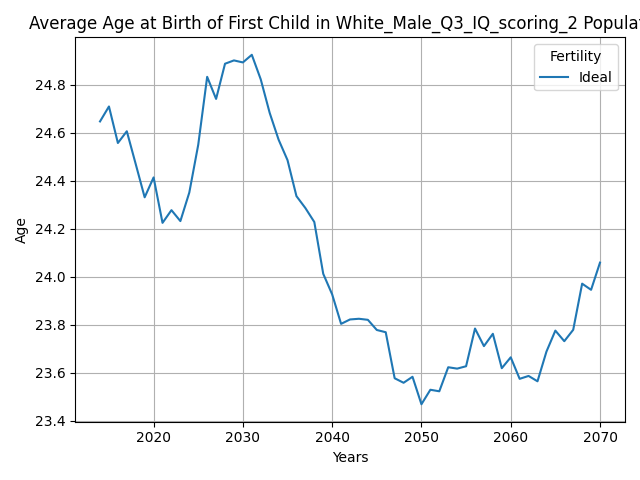 Average Age at Birth of First Child in White_Male_Q3_IQ_scoring_2 Populat
Fertility
Ideal
Age
24.8
24.6
24.4
24.2
24.0
23.8
23.6
23.4
2020 2030 2040 2050 2060 2070
Years